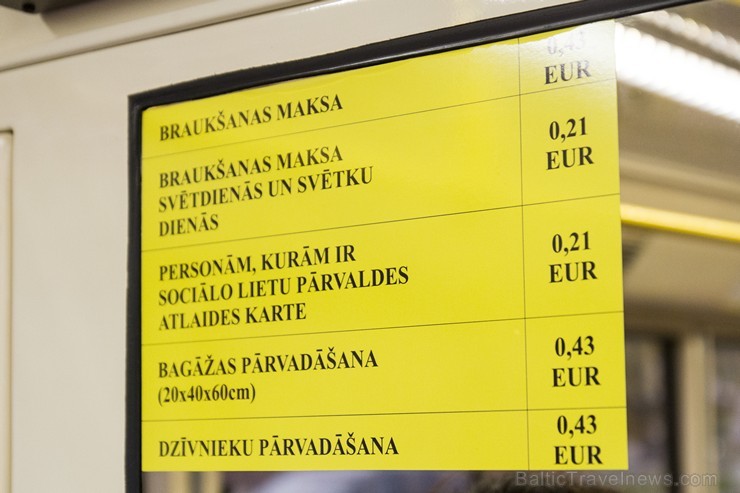 BRAUKŠANAS MAKSA
0,43
EUR
BRAUKŠANAS MAKSA
SVĒTDIENĀS UN SVĒTKU
DIENĀS
0,21
EUR
PERSONĀM, KURĀM IR
SOCIĀLO LIETU PĀRVALDES
ATLAIDES KARTE
0,21
EUR
BAGĀŽAS PĀRVADĀŠANA
(20x40x60cm)
0,43
EUR
DZĪVNIEKU PĀRVADĀŠANA
0,43
EUR
BalticTravelnews.com